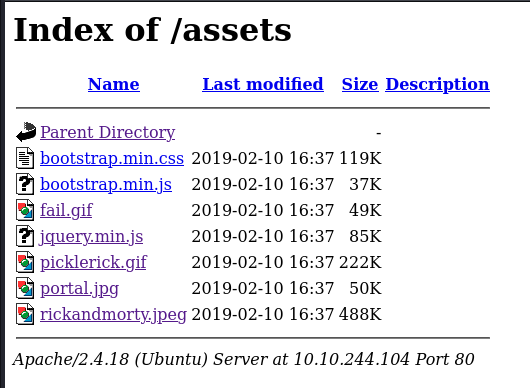 Index of /assets
Name Last modified Size Description
Parent Directory -
bootstrap.min.css 2019-02-10 16:37 119K
bootstrap.min.js 2019-02-10 16:37 37K
fail.gif 2019-02-10 16:37 49K
jquery.min.js 2019-02-10 16:37 85K
picklerick.gif 2019-02-10 16:37 222K
portal.jpg 2019-02-10 16:37 50K
rickandmorty.jpeg 2019-02-10 16:37 488K
Apache/2.4.18 (Ubuntu) Server at 10.10.244.104 Port 80